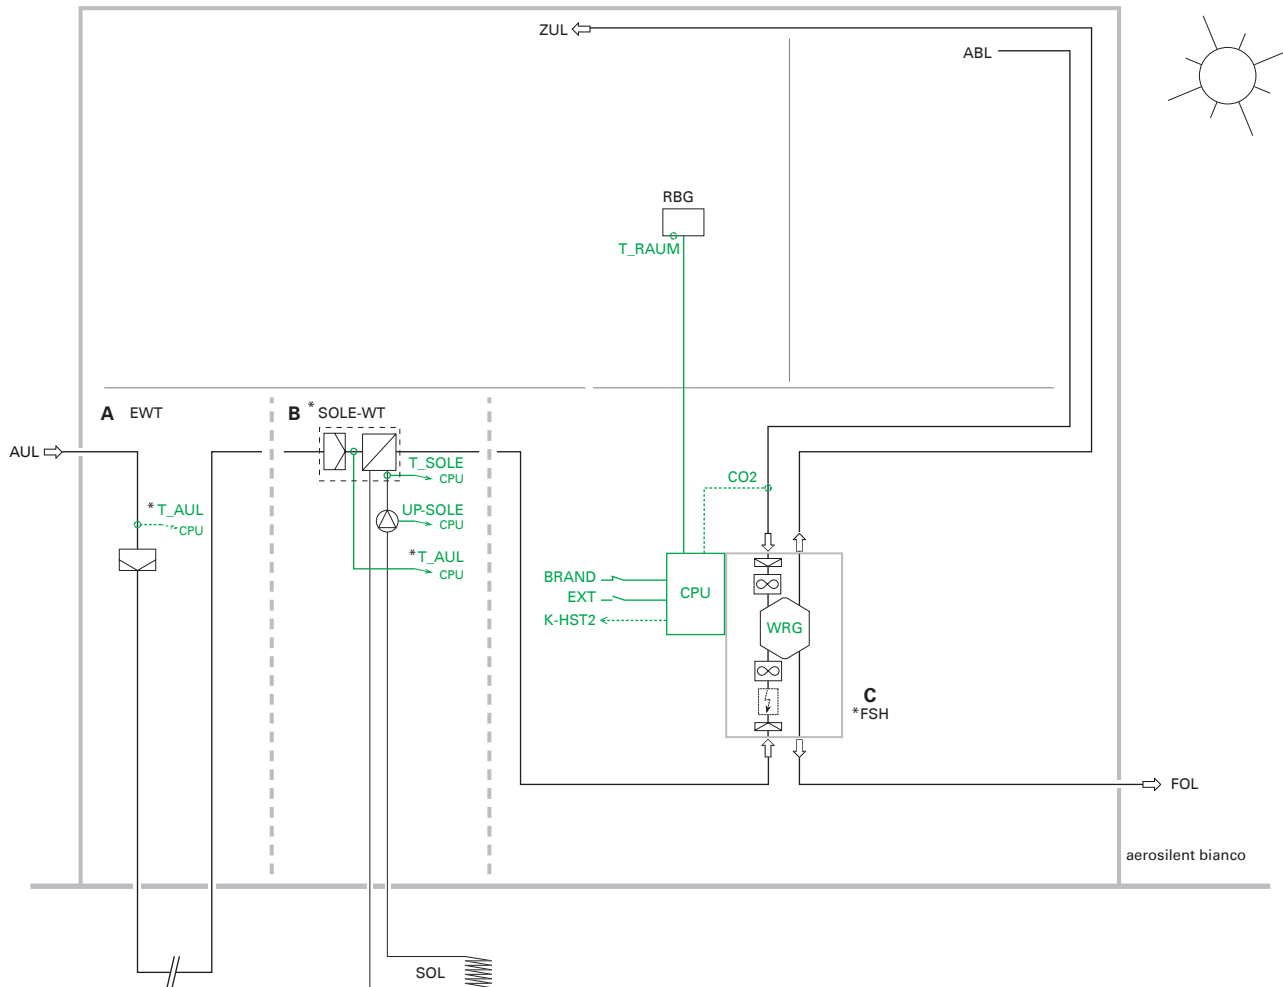 ZUL
ABL
RBG
T_RAUM
A EWT
B * SOLE-WT
AUL
T_SOLE
CPU
CO2
* T_AUL
CPU
UP-SOLE
CPU
* T_AUL
CPU
BRAND
EXT
K-HST2
CPU
WRG
C
*FSH
FOL
aerosilent bianco
SOL